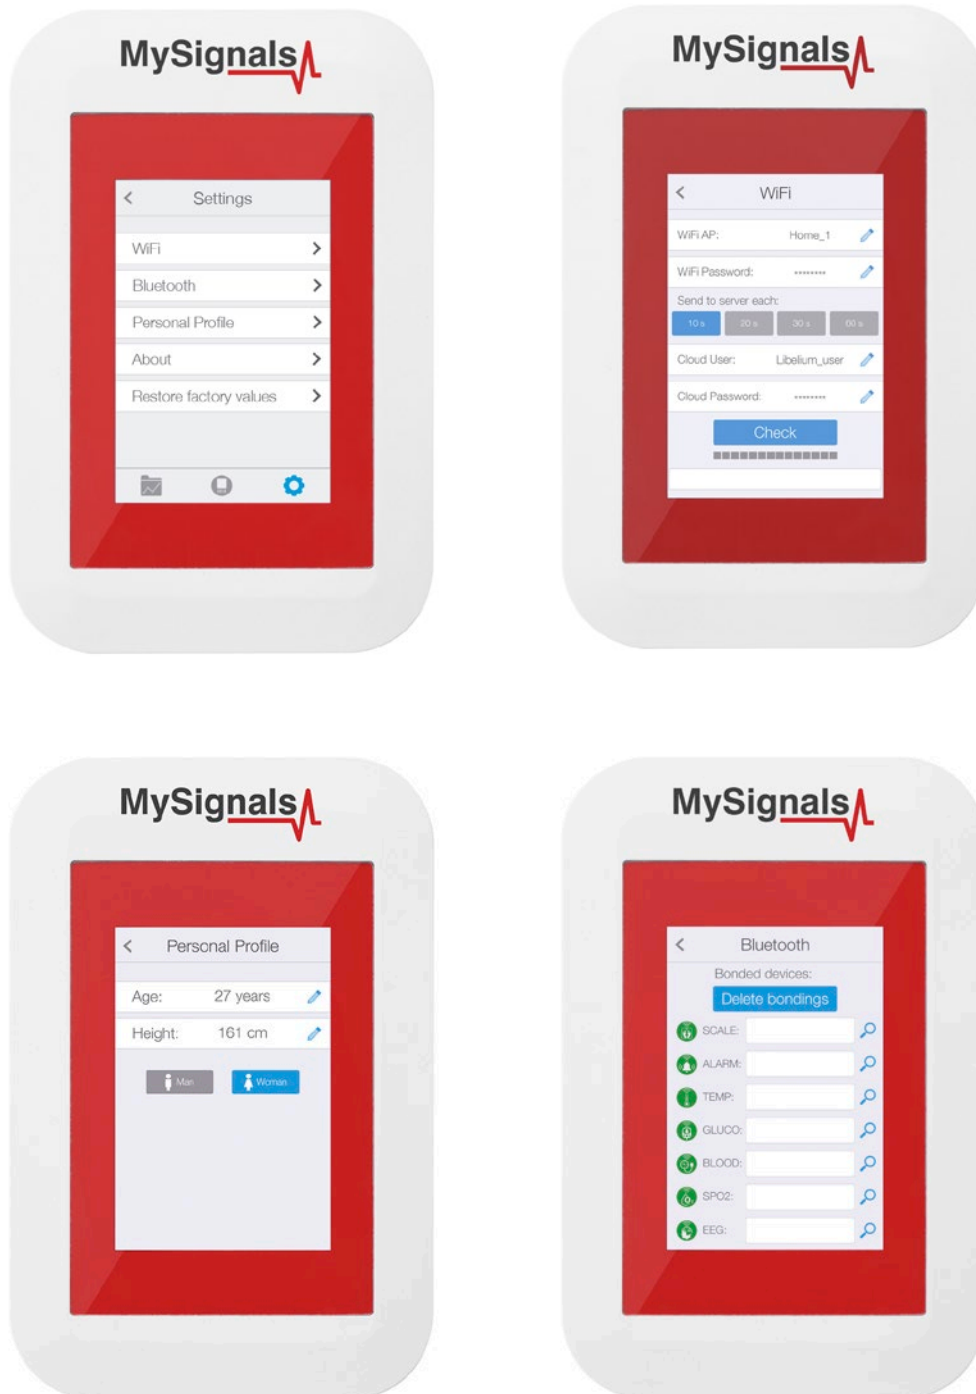 MySignals
Settings
WiFi
Bluetooth
Personal Profile
About
Restore factory values
MySignals
WiFi
WiFi AP: Home_1
WiFi Password: ********
Send to server each:
10 s 20 s 30 s 60 s
Cloud User: Libelium_user
Cloud Password: ********
Check
MySignals
Personal Profile
Age: 27 years
Height: 161 cm
Man Woman
MySignals
Bluetooth
Bonded devices:
Delete bondings
SCALE:
ALARM:
TEMP:
GLUCO:
BLOOD:
SPO2:
EEG: